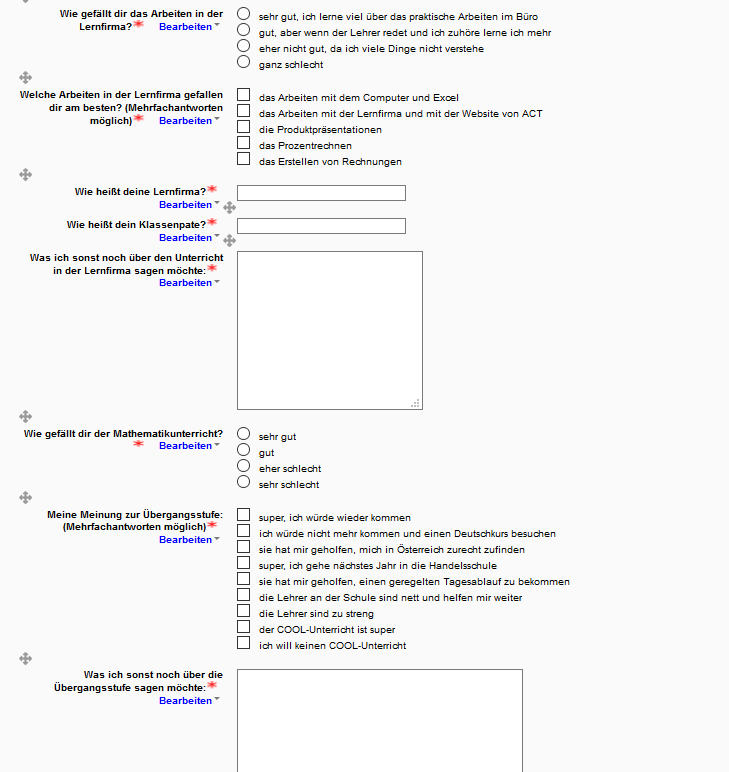 Wie gefällt dir das Arbeiten in der
Lernfirma?* Bearbeiten
sehr gut, ich lerne viel über das praktische Arbeiten im Büro
gut, aber wenn der Lehrer redet und ich zuhöre lerne ich mehr
eher nicht gut, da ich viele Dinge nicht verstehe
ganz schlecht
Welche Arbeiten in der Lernfirma gefallen
dir am besten? (Mehrfachantworten
möglich)* Bearbeiten
das Arbeiten mit dem Computer und Excel
das Arbeiten mit der Lernfirma und mit der Website von ACT
die Produktpräsentationen
das Prozentrechnen
das Erstellen von Rechnungen
Wie heißt deine Lernfirma?*
Bearbeiten
Wie heißt dein Klassenpate?*
Bearbeiten
Was ich sonst noch über den Unterricht
in der Lernfirma sagen möchte:*
Bearbeiten
Wie gefällt dir der Mathematikunterricht?
* Bearbeiten
sehr gut
gut
eher schlecht
sehr schlecht
Meine Meinung zur Übergangsstufe:
(Mehrfachantworten möglich)*
Bearbeiten
super, ich würde wieder kommen
ich würde nicht mehr kommen und einen Deutschkurs besuchen
sie hat mir geholfen, mich in Österreich zurecht zufinden
super, ich gehe nächstes Jahr in die Handelsschule
sie hat mir geholfen, einen geregelten Tagesablauf zu bekommen
die Lehrer an der Schule sind nett und helfen mir weiter
die Lehrer sind zu streng
der COOL-Unterricht ist super
ich will keinen COOL-Unterricht
Was ich sonst noch über die
Übergangsstufe sagen möchte:*
Bearbeiten